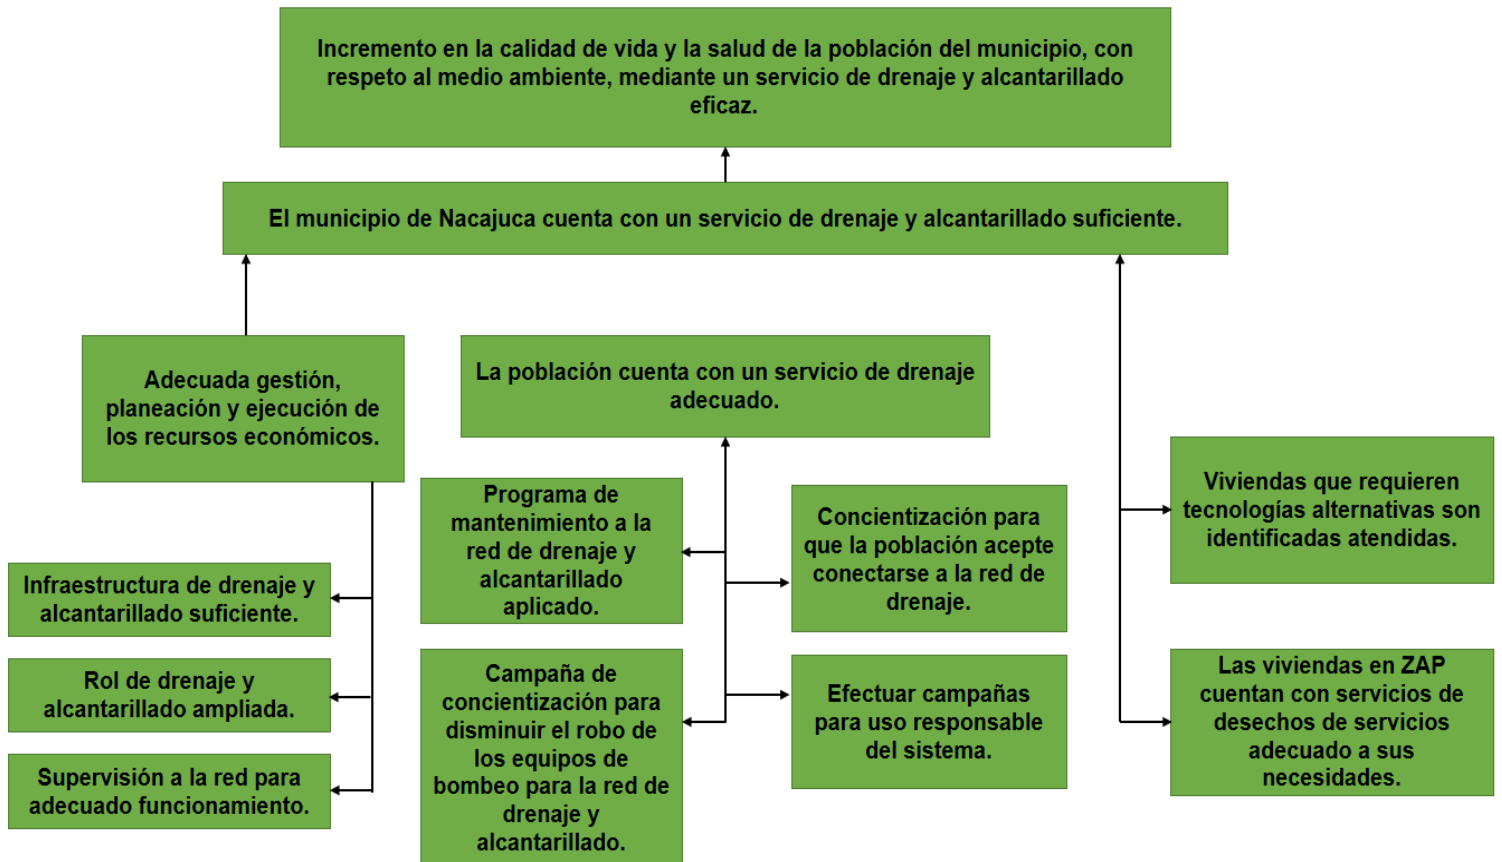 Incremento en la calidad de vida y la salud de la población del municipio, con
respeto al medio ambiente, mediante un servicio de drenaje y alcantarillado
eficaz.
El municipio de Nacajuca cuenta con un servicio de drenaje y alcantarillado suficiente.
Adecuada gestión,
planeación y ejecución de
los recursos económicos.
Infraestructura de drenaje y
alcantarillado suficiente.
Rol de drenaje y
alcantarillado ampliada.
Supervisión a la red para
adecuado funcionamiento.
La población cuenta con un servicio de drenaje
adecuado.
Programa de
mantenimiento a la
red de drenaje y
alcantarillado
aplicado.
Campaña de
concientización para
disminuir el robo de
los equipos de
bombeo para la red de
drenaje y
alcantarillado.
Concientización para
que la población acepte
conectarse a la red de
drenaje.
Efectuar campañas
para uso responsable
del sistema.
Viviendas que requieren
tecnologías alternativas son
identificadas atendidas.
Las viviendas en ZAP
cuentan con servicios de
desechos de servicios
adecuado a sus
necesidades.